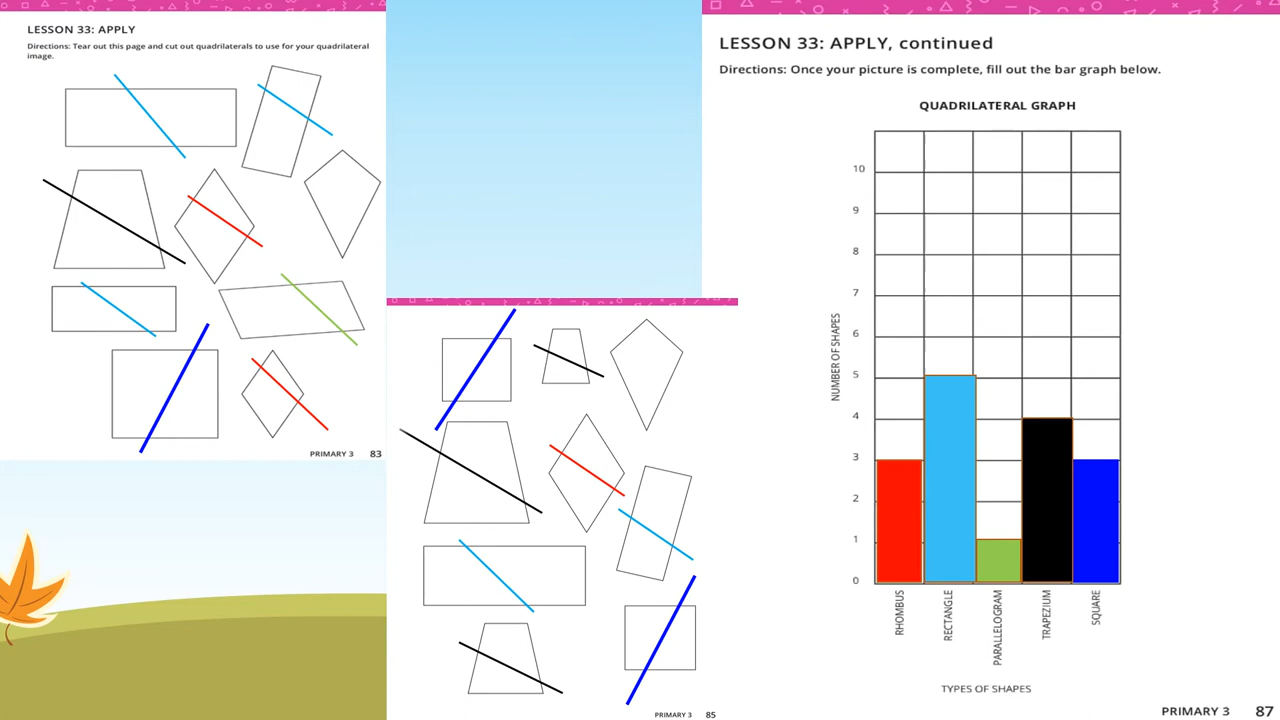 LESSON 33: APPLY
Directions: Tear out this page and cut out quadrilaterals to use for your quadrilateral
image.
PRIMARY 3 83
PRIMARY 3 85
LESSON 33: APPLY, continued
Directions: Once your picture is complete, fill out the bar graph below.
QUADRILATERAL GRAPH
NUMBER OF SHAPES
10
9
8
7
6
5
4
3
2
1
0
RHOMBUS
RECTANGLE
PARALLELOGRAM
TRAPEZIUM
SQUARE
TYPES OF SHAPES
PRIMARY 3 87